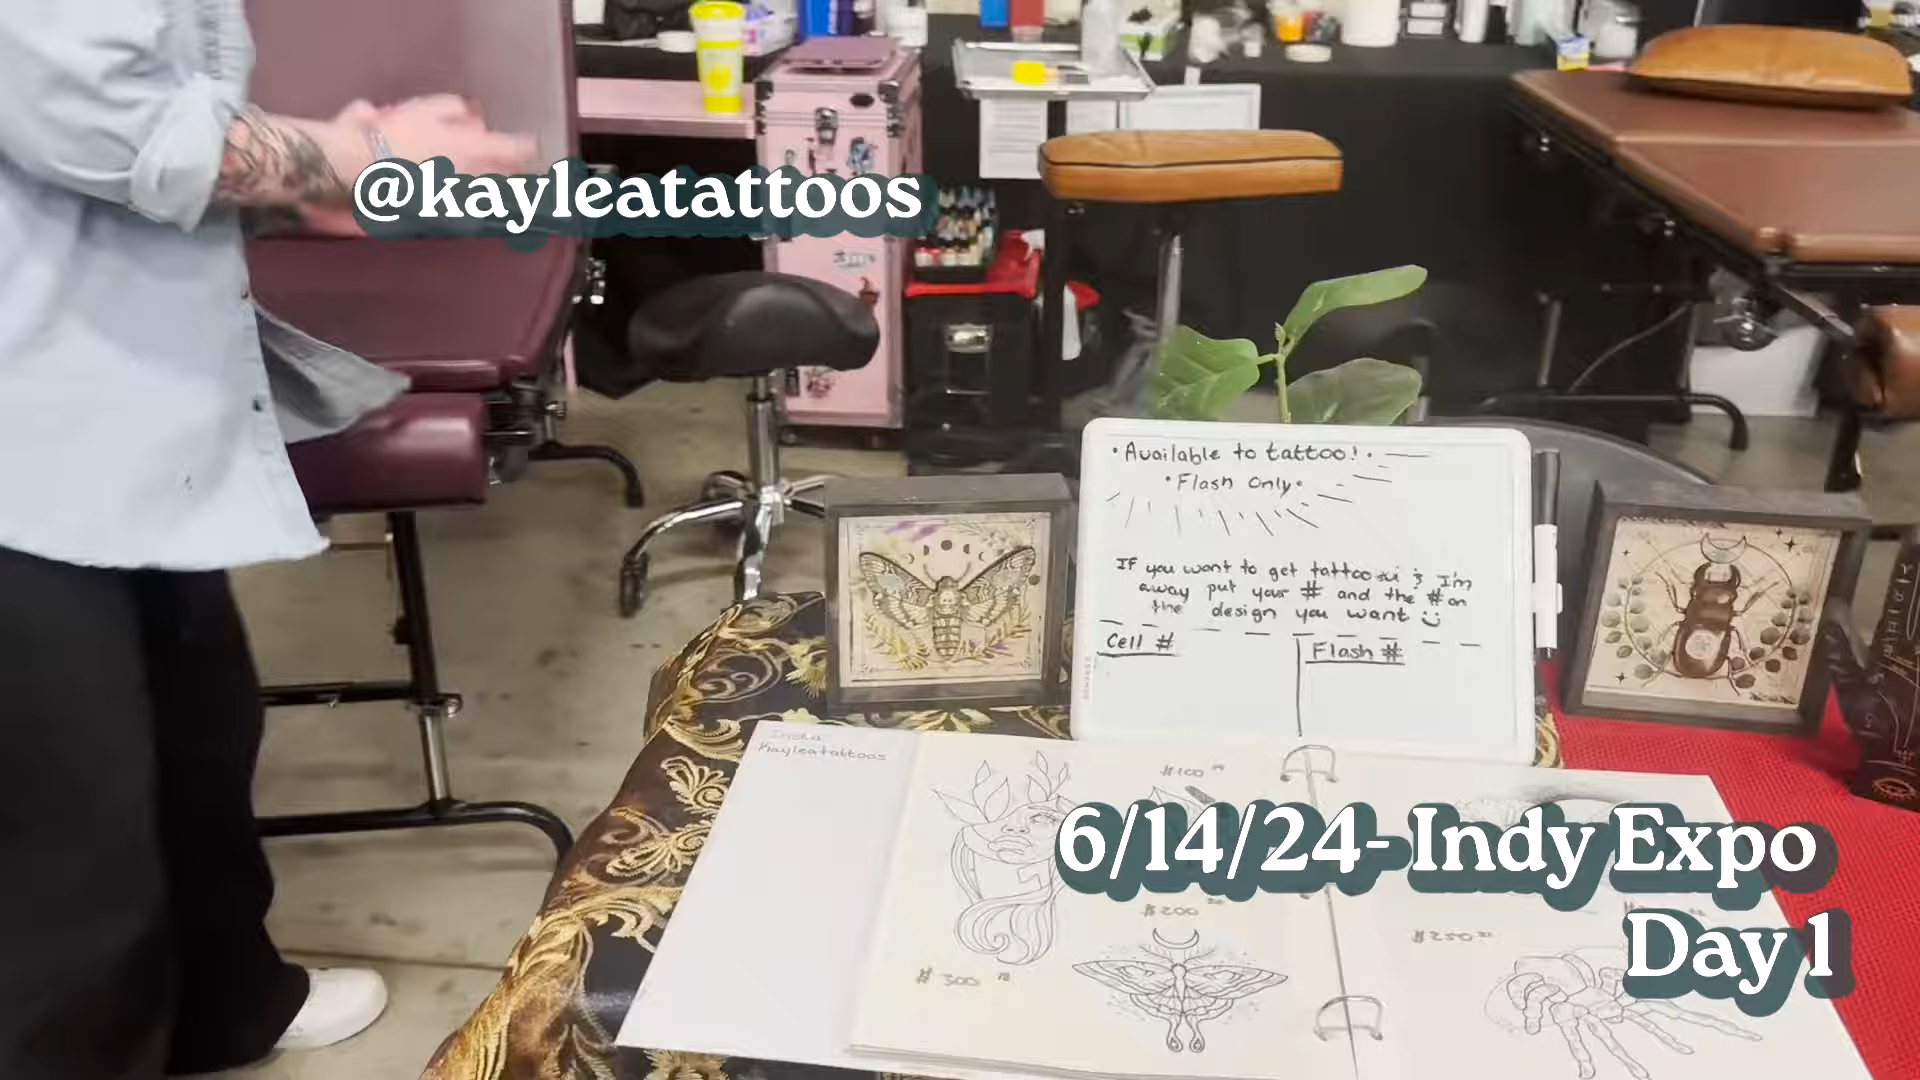 @kayleatattoos
• Available to tattoo! •
• Flash Only •
If you want to get tattoo & I'm
away put your # and the # on
the design you want
Cell #
Flash #
Insta:
Kayleatattoos
$100
6/14/24-Indy Expo
Day 1
$200
$250
$300